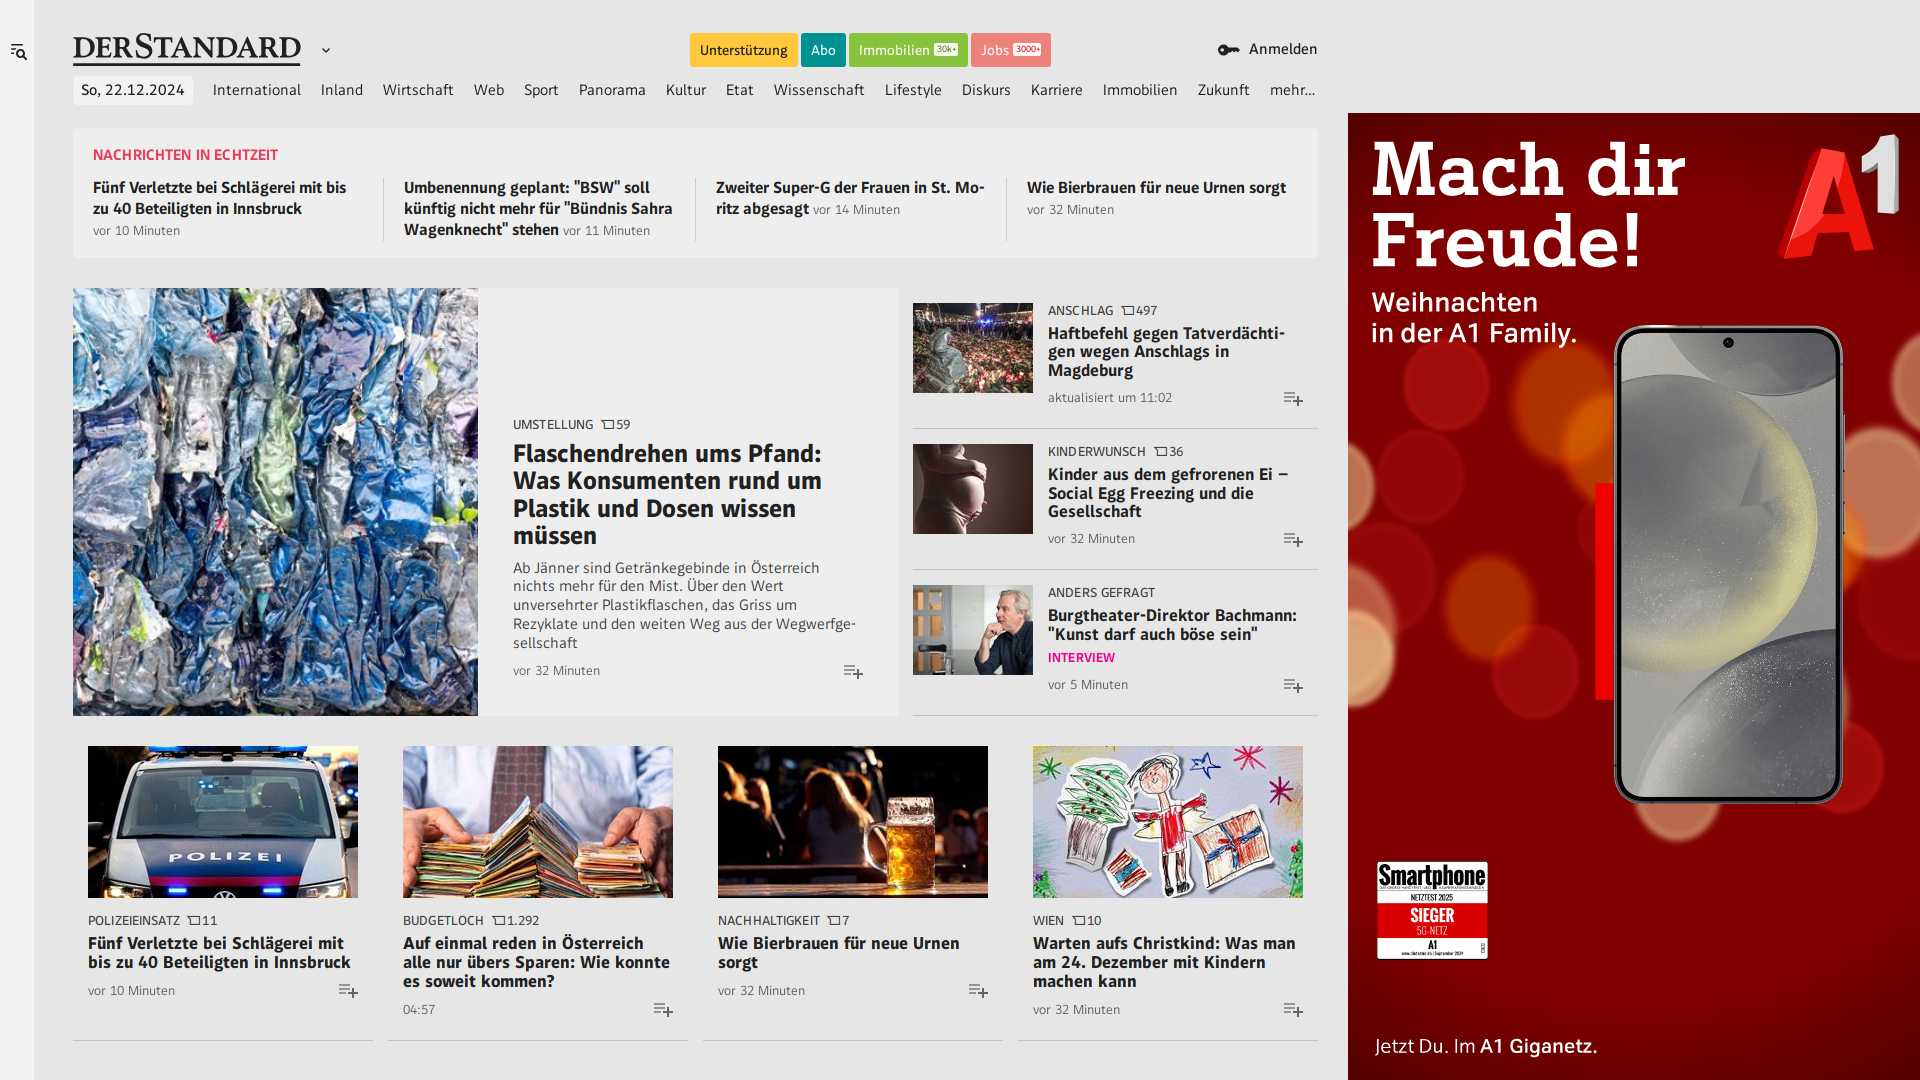 DERSTANDARD
Unterstützung
Abo
Immobilien 30k+
Jobs 3000+
Anmelden
So, 22.12.2024
International
Inland
Wirtschaft
Web
Sport
Panorama
Kultur
Etat
Wissenschaft
Lifestyle
Diskurs
Karriere
Immobilien
Zukunft
mehr...
NACHRICHTEN IN ECHTZEIT
Fünf Verletzte bei Schlägerei mit bis
zu 40 Beteiligten in Innsbruck
vor 10 Minuten
Umbenennung geplant: "BSW" soll
künftig nicht mehr für "Bündnis Sahra
Wagenknecht" stehen vor 11 Minuten
Zweiter Super-G der Frauen in St. Mo-
ritz abgesagt vor 14 Minuten
Wie Bierbrauen für neue Urnen sorgt
vor 32 Minuten
UMSTELLUNG 59
Flaschendrehen ums Pfand:
Was Konsumenten rund um
Plastik und Dosen wissen
müssen
Ab Jänner sind Getränkegebinde in Österreich
nichts mehr für den Mist. Über den Wert
unversehrter Plastikflaschen, das Griss um
Rezyklate und den weiten Weg aus der Wegwerfge-
sellschaft
vor 32 Minuten
ANSCHLAG 497
Haftbefehl gegen Tatverdächti-
gen wegen Anschlags in
Magdeburg
aktualisiert um 11:02
KINDERWUNSCH 36
Kinder aus dem gefrorenen Ei –
Social Egg Freezing und die
Gesellschaft
vor 32 Minuten
ANDERS GEFRAGT
Burgtheater-Direktor Bachmann:
"Kunst darf auch böse sein"
INTERVIEW
vor 5 Minuten
POLIZEI
POLIZEIEINSATZ 11
Fünf Verletzte bei Schlägerei mit
bis zu 40 Beteiligten in Innsbruck
vor 10 Minuten
BUDGETLOCH 1.292
Auf einmal reden in Österreich
alle nur übers Sparen: Wie konnte
es soweit kommen?
04:57
NACHHALTIGKEIT 7
Wie Bierbrauen für neue Urnen
sorgt
vor 32 Minuten
WIEN 10
Warten aufs Christkind: Was man
am 24. Dezember mit Kindern
machen kann
vor 32 Minuten
Mach dir
Freude!
A1
Weihnachten
in der A1 Family.
Smartphone
NETZTEST 2025
SIEGER
5G-NETZ
A1
Jetzt Du. Im A1 Giganetz.